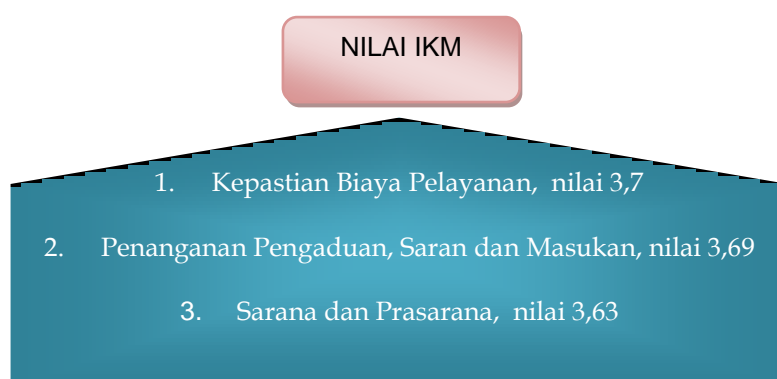 NILAI IKM
1. Kepastian Biaya Pelayanan, nilai 3,7
2. Penanganan Pengaduan, Saran dan Masukan, nilai 3,69
3. Sarana dan Prasarana, nilai 3,63